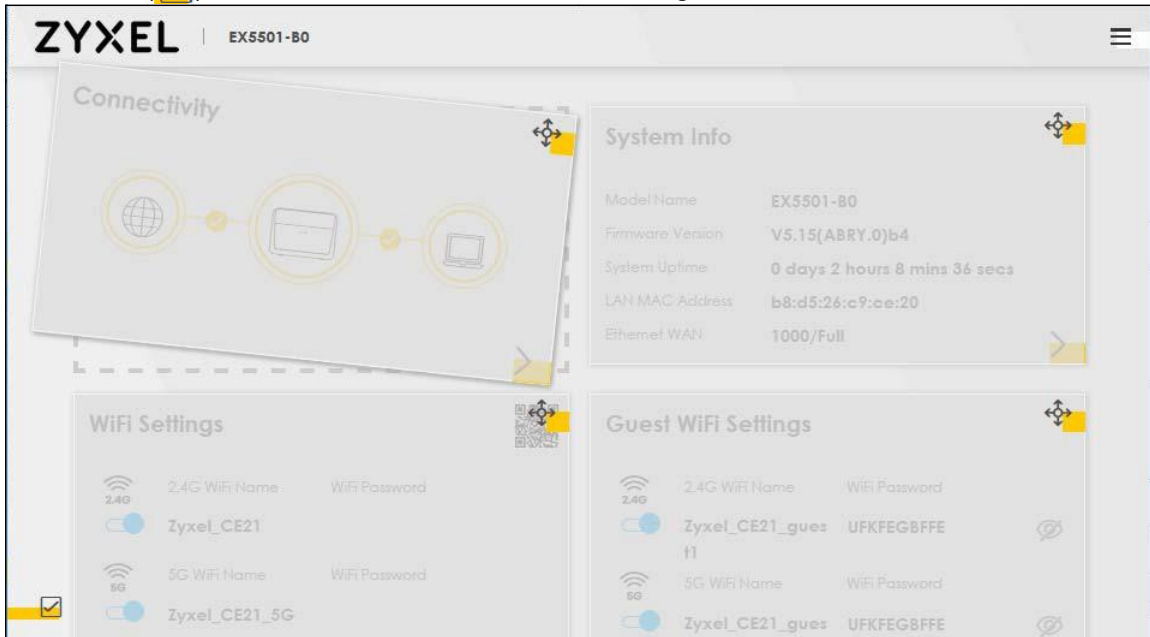 ZYXEL EX5501-B0
Connectivity
System Info
Model Name EX5501-B0
Firmware Version V5.15(ABRY.0)b4
System Uptime 0 days 2 hours 8 mins 36 secs
LAN MAC Address b8:d5:26:c9:ce:20
Ethernet WAN 1000/Full
WiFi Settings
2.4G WiFi Name WiFi Password
2.4G
Zyxel_CE21
5G WiFi Name WiFi Password
5G
Zyxel_CE21_5G
Guest WiFi Settings
2.4G WiFi Name WiFi Password
2.4G
Zyxel_CE21_gues UFKFEGBFFE
t1
5G WiFi Name WiFi Password
5G
Zyxel_CE21_gues UFKFEGBFFE